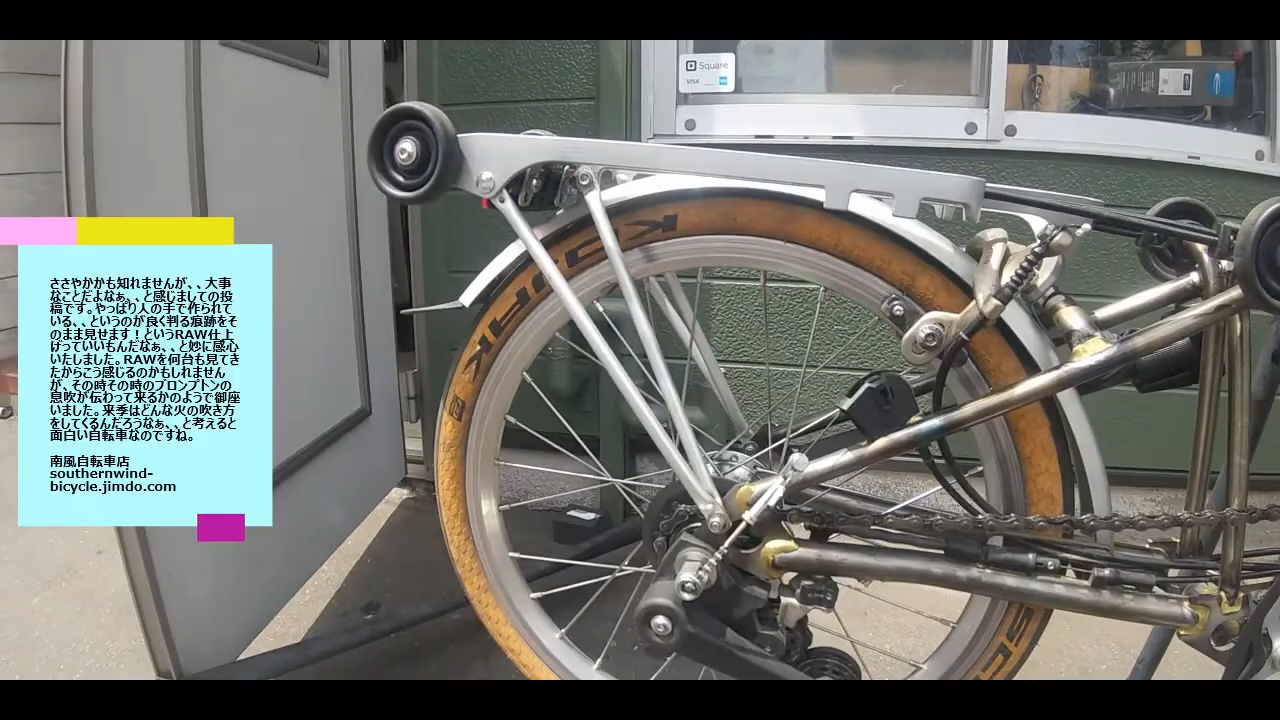 Square
VISA
ささやかかも知れませんが、、大事
なことだよなぁ、、と感じましての投
稿です。やっぱり人の手で作られて
いる、、というのが良く判る痕跡をそ
のまま見せます！というRAW仕上
げっていいもんだなぁ、、と妙に感心
いたしました。RAWを何台も見てき
たからこう感じるのかもしれません
が、その時その時のブロンプトンの
息吹が伝わって来るかのようで御座
いました。来季はどんな火の吹き方
をしてくるんだろうなぁ、、と考えると
面白い自転車なのですね。
南風自転車店
southernwind-
bicycle.jimdo.com